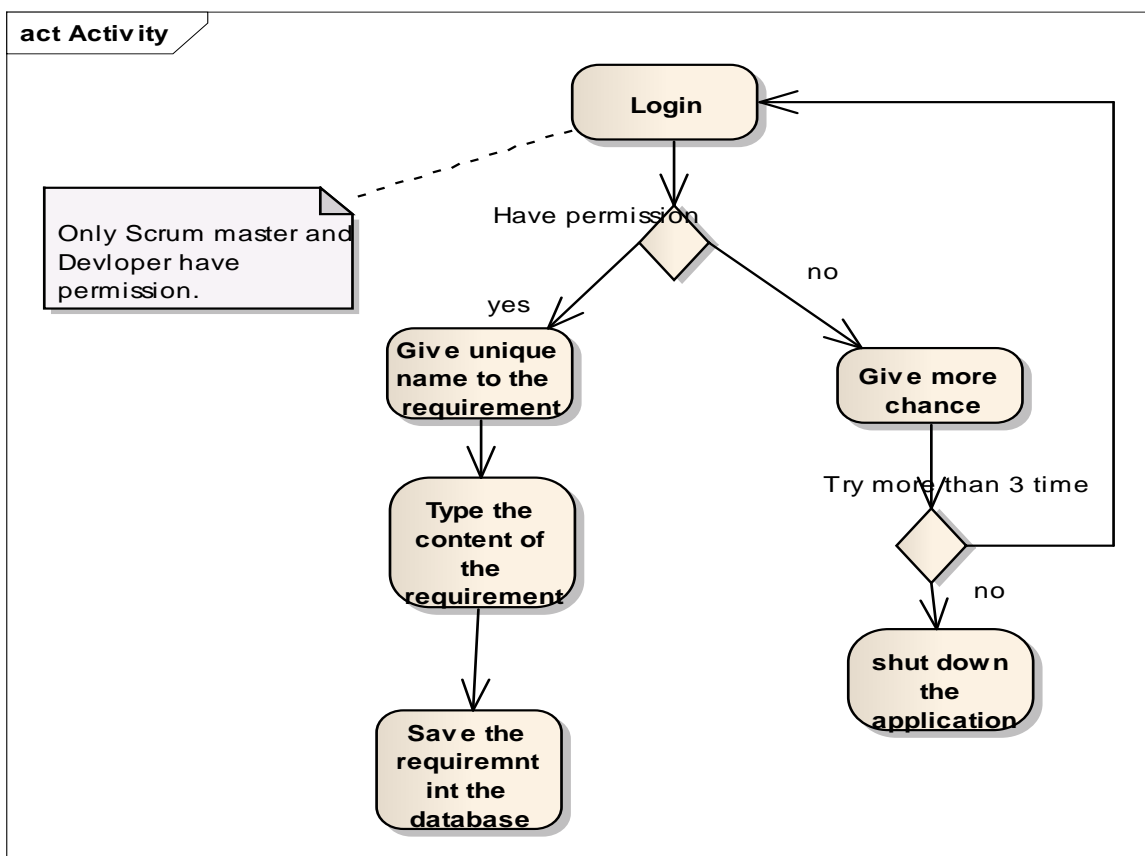 act Activity
Login
Have permission
Only Scrum master and
Devloper have
permission.
no
yes
Give unique
name to the
requirement
Give more
chance
Try more than 3 time
Type the
content of
the
requirement
no
shut down
the
application
Save the
requiremnt
int the
database